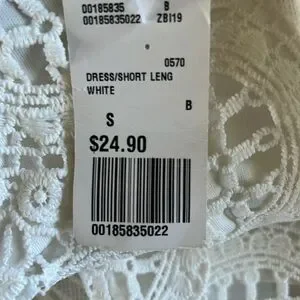 00185835 B
00185835022 ZBI19
0570
DRESS/SHORT LENG
WHITE
B
S
$24.90
00185835022